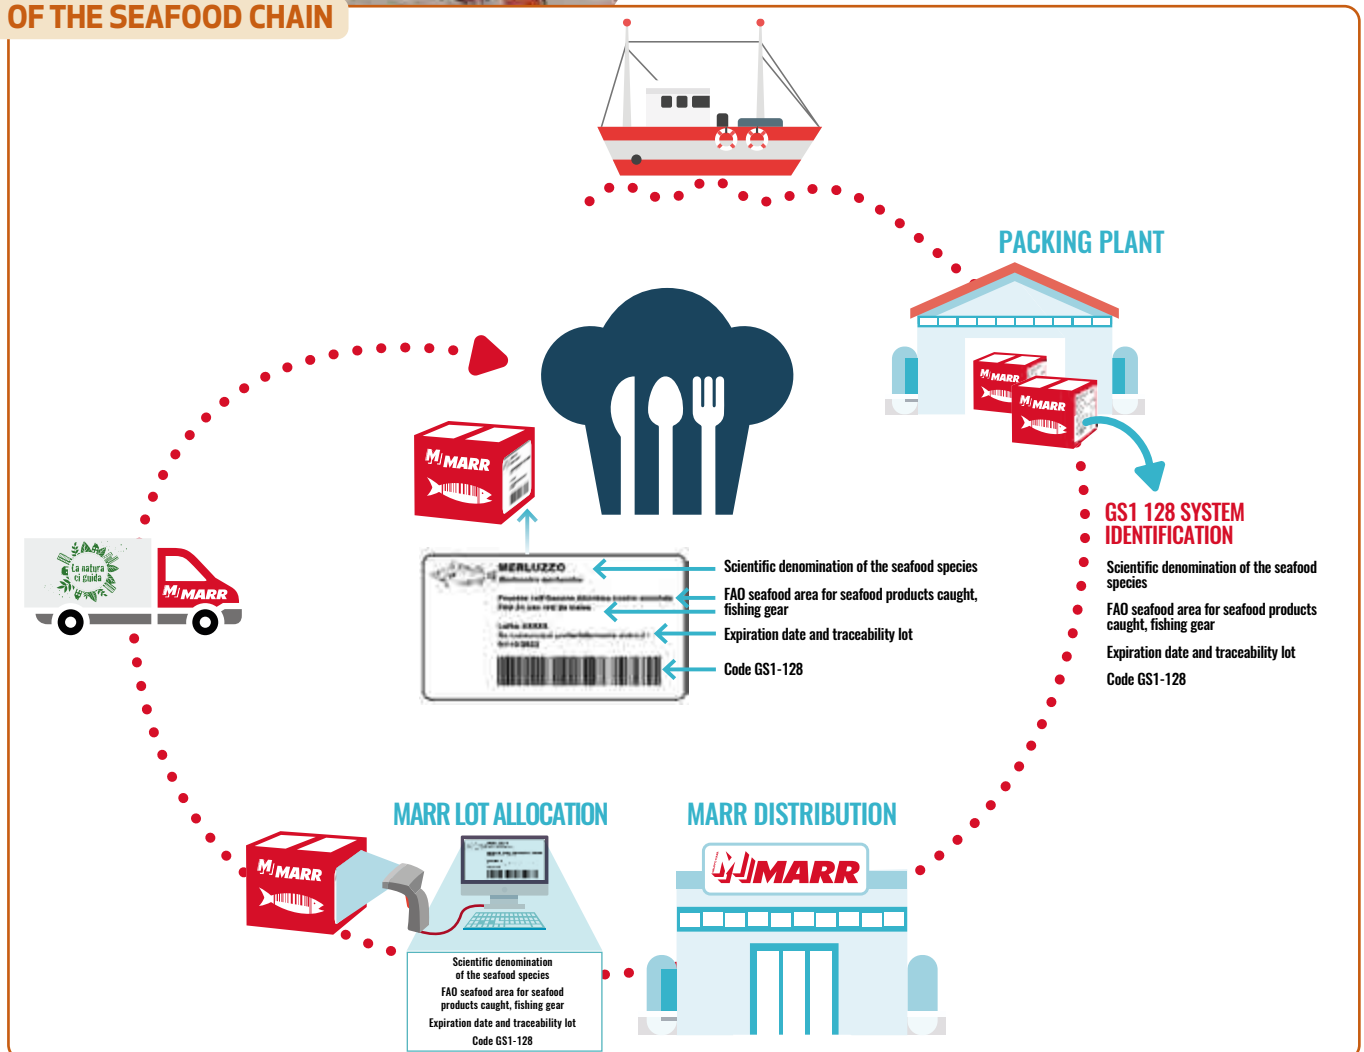 OF THE SEAFOOD CHAIN
PACKING PLANT
MARR
MARR
GS1 128 SYSTEM
IDENTIFICATION
Scientific denomination of the seafood
species
FAO seafood area for seafood products
caught, fishing gear
Expiration date and traceability lot
Code GS1-128
MARR
MERLUZZO
Scientific denomination of the seafood species
FAO seafood area for seafood products caught,
fishing gear
Expiration date and traceability lot
Code GS1-128
La natura
ci guida
MARR
MARR LOT ALLOCATION
MARR
Scientific denomination
of the seafood species
FAO seafood area for seafood
products caught, fishing gear
Expiration date and traceability lot
Code GS1-128
MARR DISTRIBUTION
MARR